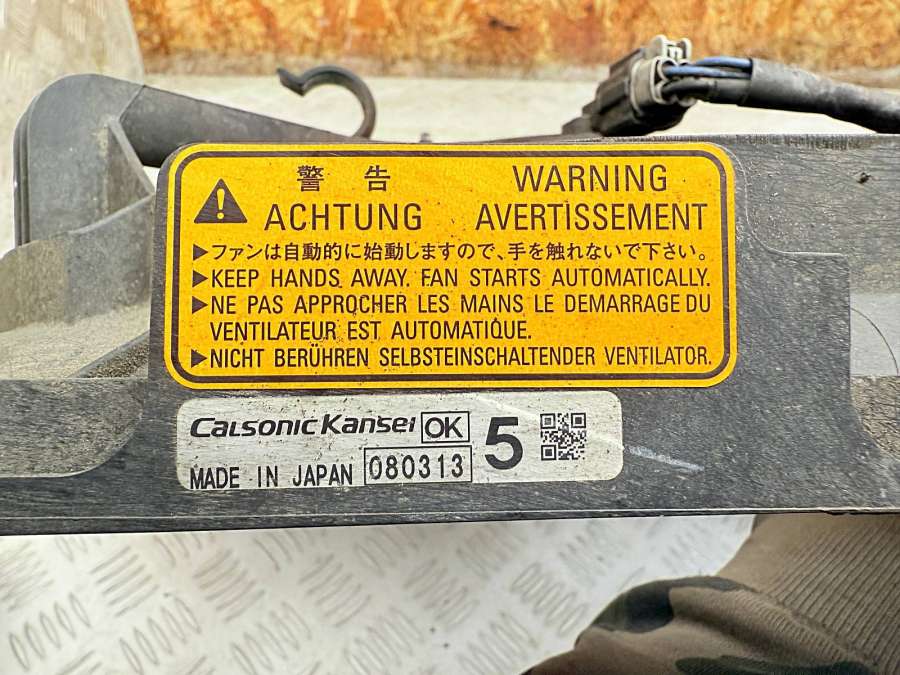 警告 WARNING
ACHTUNG AVERTISSEMENT
▶ファンは自動的に始動しますので、手を触れないで下さい。
▶KEEP HANDS AWAY. FAN STARTS AUTOMATICALLY.
▶NE PAS APPROCHER LES MAINS LE DEMARRAGE DU
VENTILATEUR EST AUTOMATIQUE.
▶NICHT BERÜHREN SELBSTEINSCHALTENDER VENTILATOR.
CALSONIC KANSEI OK 5
MADE IN JAPAN 080313